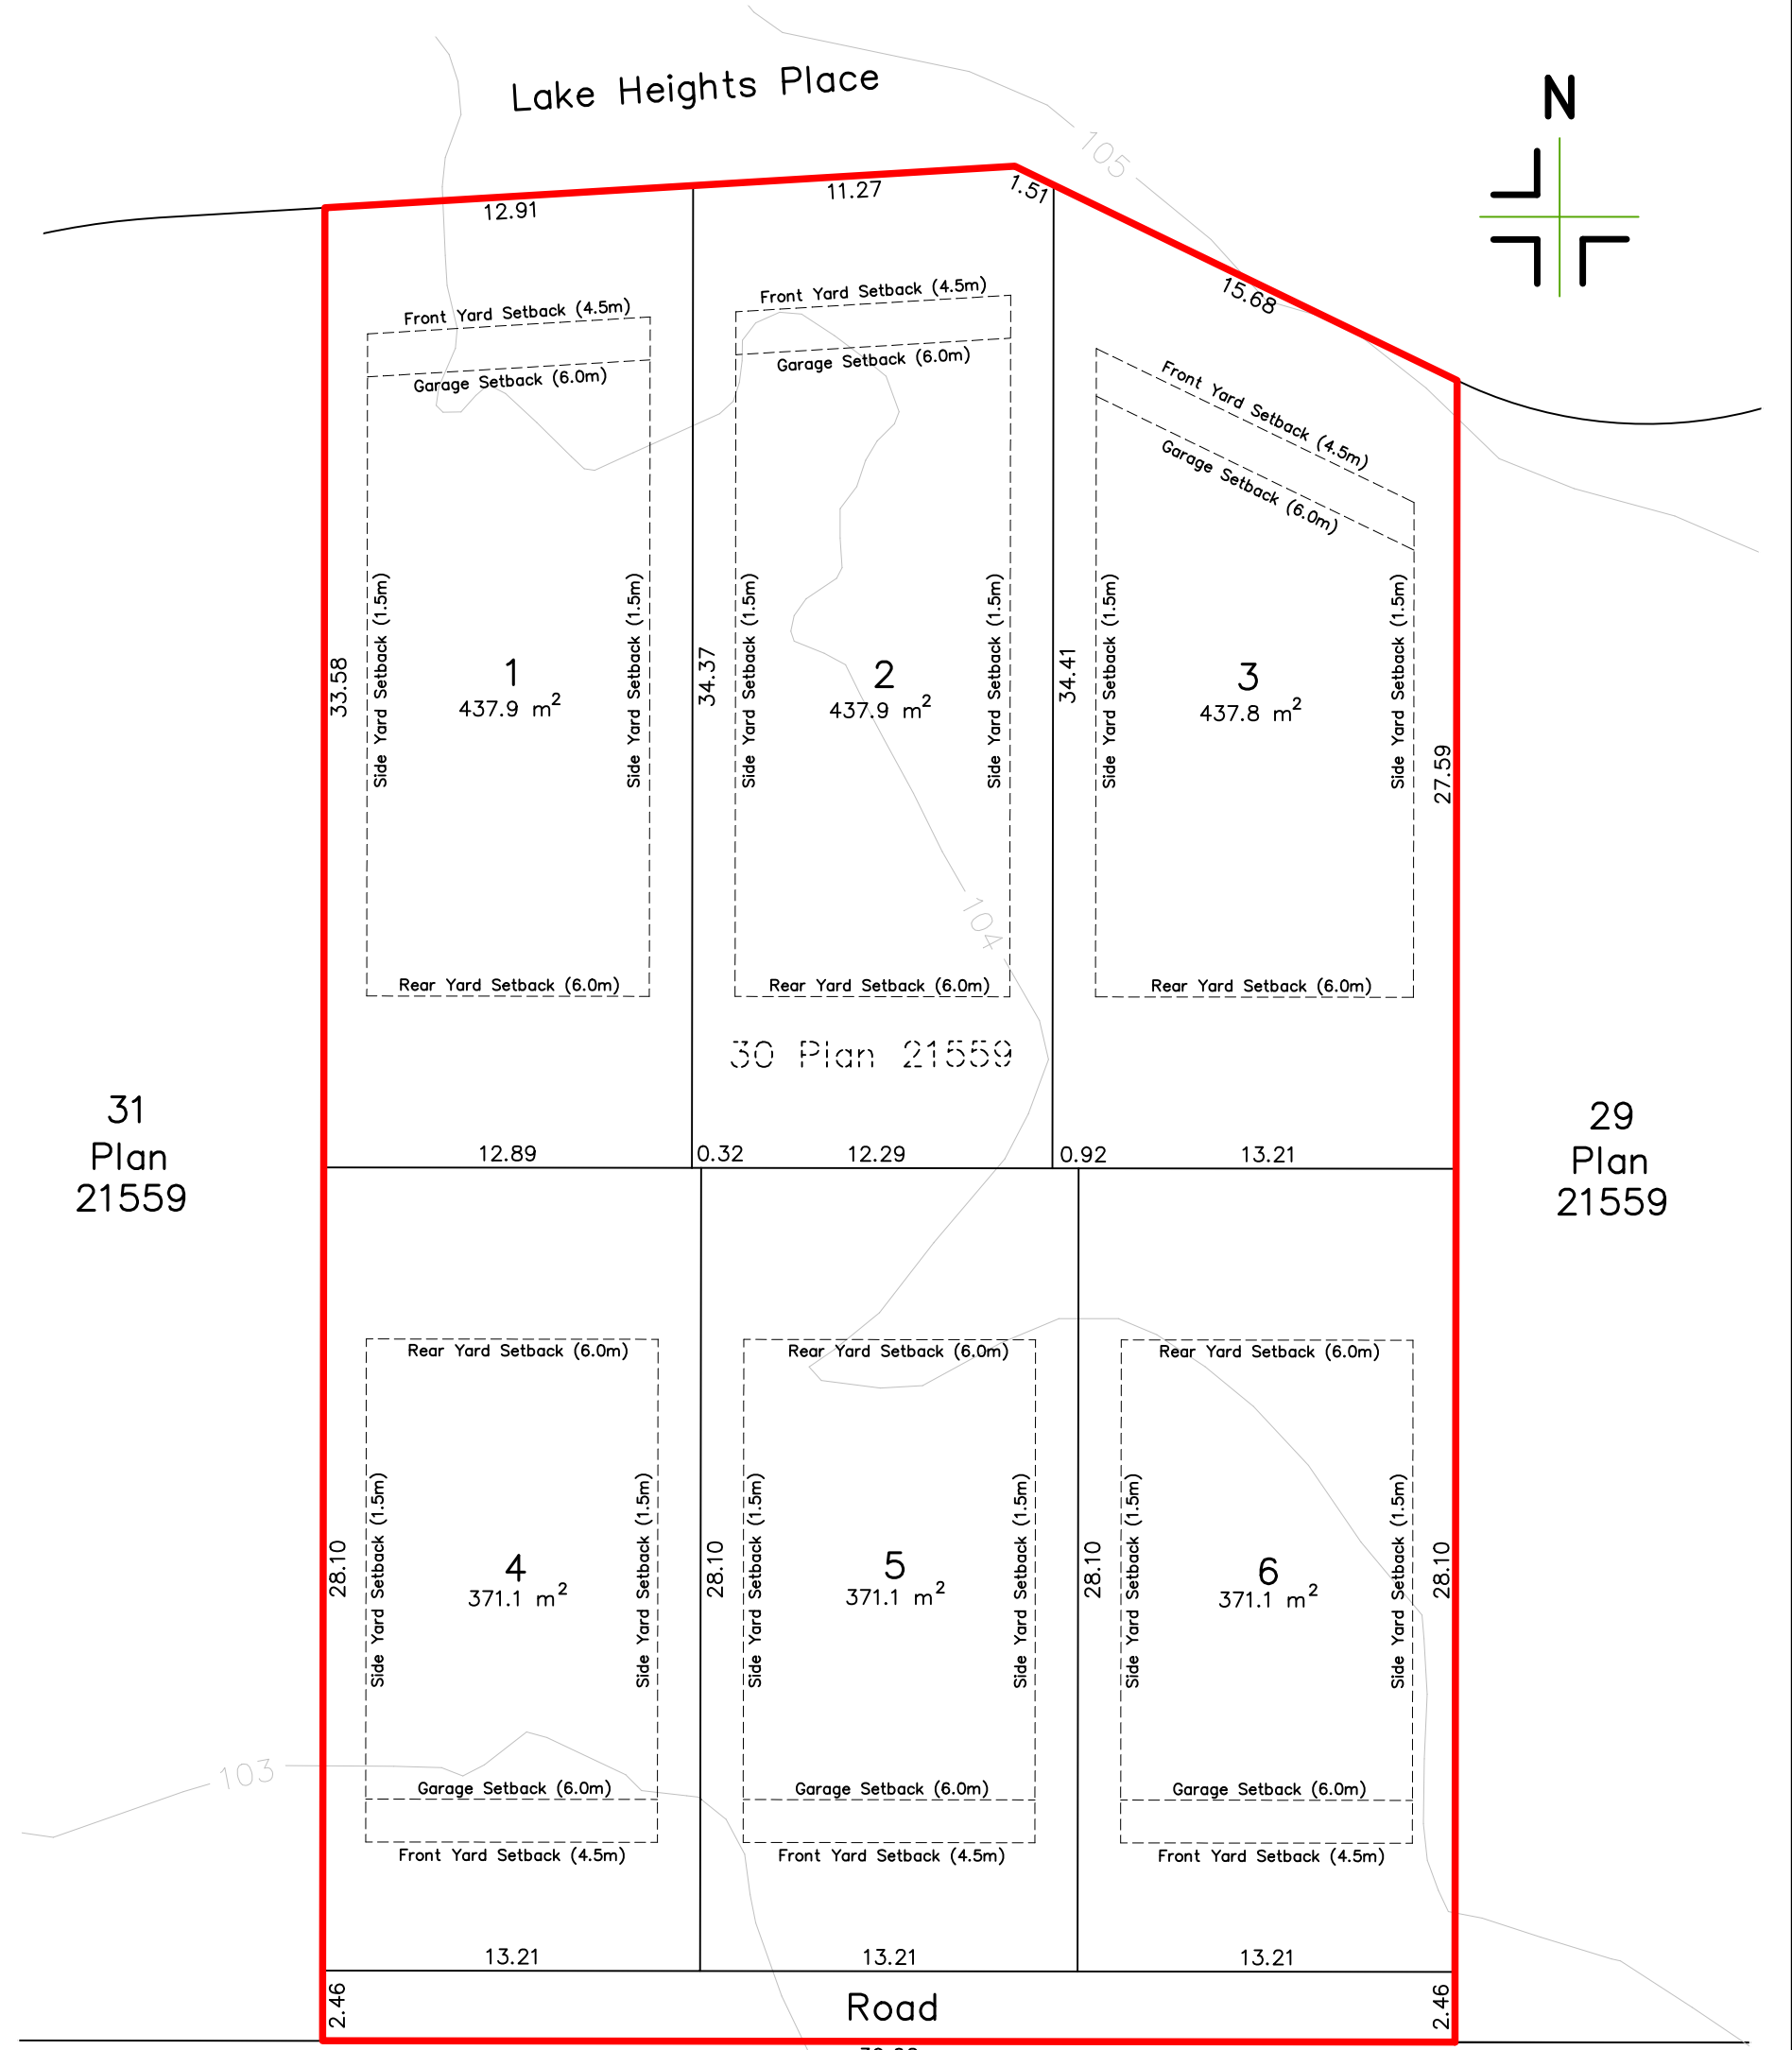 Lake Heights Place
N
105
12.91
11.27
1.51
15.68
Front Yard Setback (4.5m)
Garage Setback (6.0m)
Front Yard Setback (4.5m)
Garage Setback (6.0m)
Front Yard Setback (4.5m)
Garage Setback (6.0m)
33.58
Side Yard Setback (1.5m)
1
437.9 m²
Side Yard Setback (1.5m)
34.37
Side Yard Setback (1.5m)
2
437.9 m²
Side Yard Setback (1.5m)
34.41
Side Yard Setback (1.5m)
3
437.8 m²
Side Yard Setback (1.5m)
27.59
104
Rear Yard Setback (6.0m)
Rear Yard Setback (6.0m)
Rear Yard Setback (6.0m)
30 Plan 21559
31
Plan
21559
29
Plan
21559
12.89
0.32
12.29
0.92
13.21
Rear Yard Setback (6.0m)
Rear Yard Setback (6.0m)
Rear Yard Setback (6.0m)
28.10
Side Yard Setback (1.5m)
4
371.1 m²
Side Yard Setback (1.5m)
28.10
Side Yard Setback (1.5m)
5
371.1 m²
Side Yard Setback (1.5m)
28.10
Side Yard Setback (1.5m)
6
371.1 m²
Side Yard Setback (1.5m)
28.10
103
Garage Setback (6.0m)
Garage Setback (6.0m)
Garage Setback (6.0m)
Front Yard Setback (4.5m)
Front Yard Setback (4.5m)
Front Yard Setback (4.5m)
13.21
13.21
13.21
2.46
Road
2.46